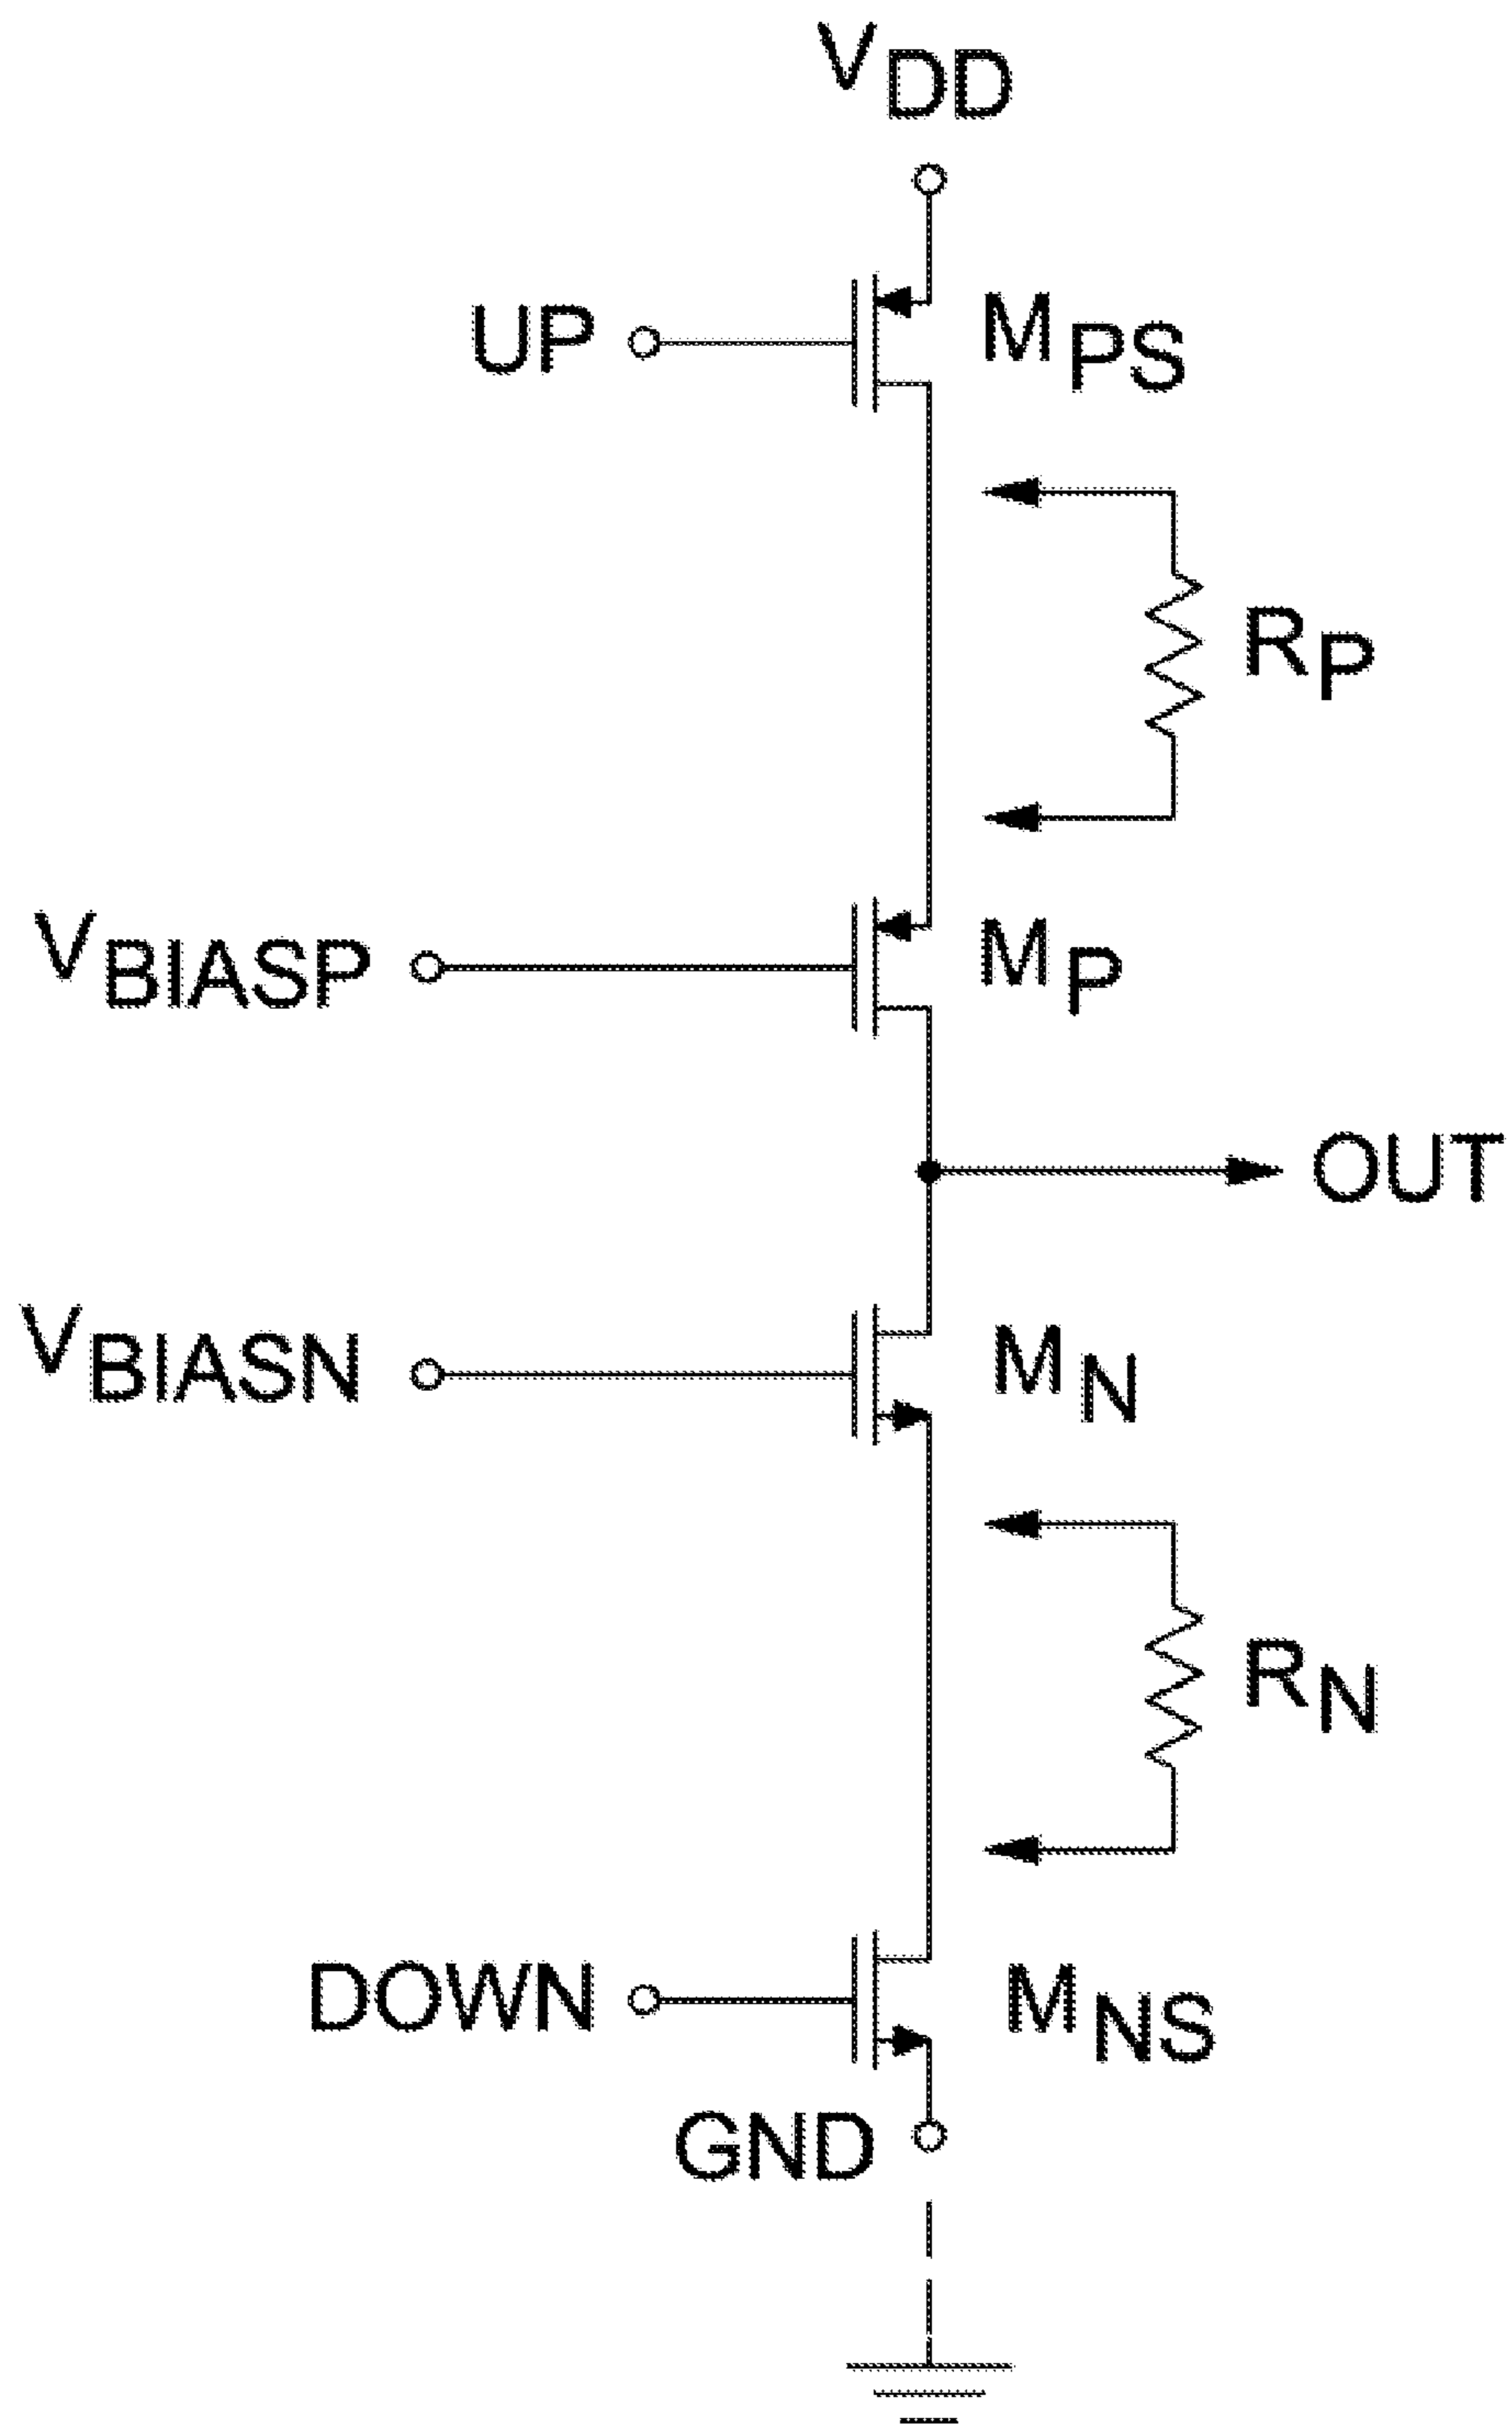 VDD
UP
MPS
RP
VBIASP
MP
OUT
VBIASN
MN
RN
DOWN
MNS
GND